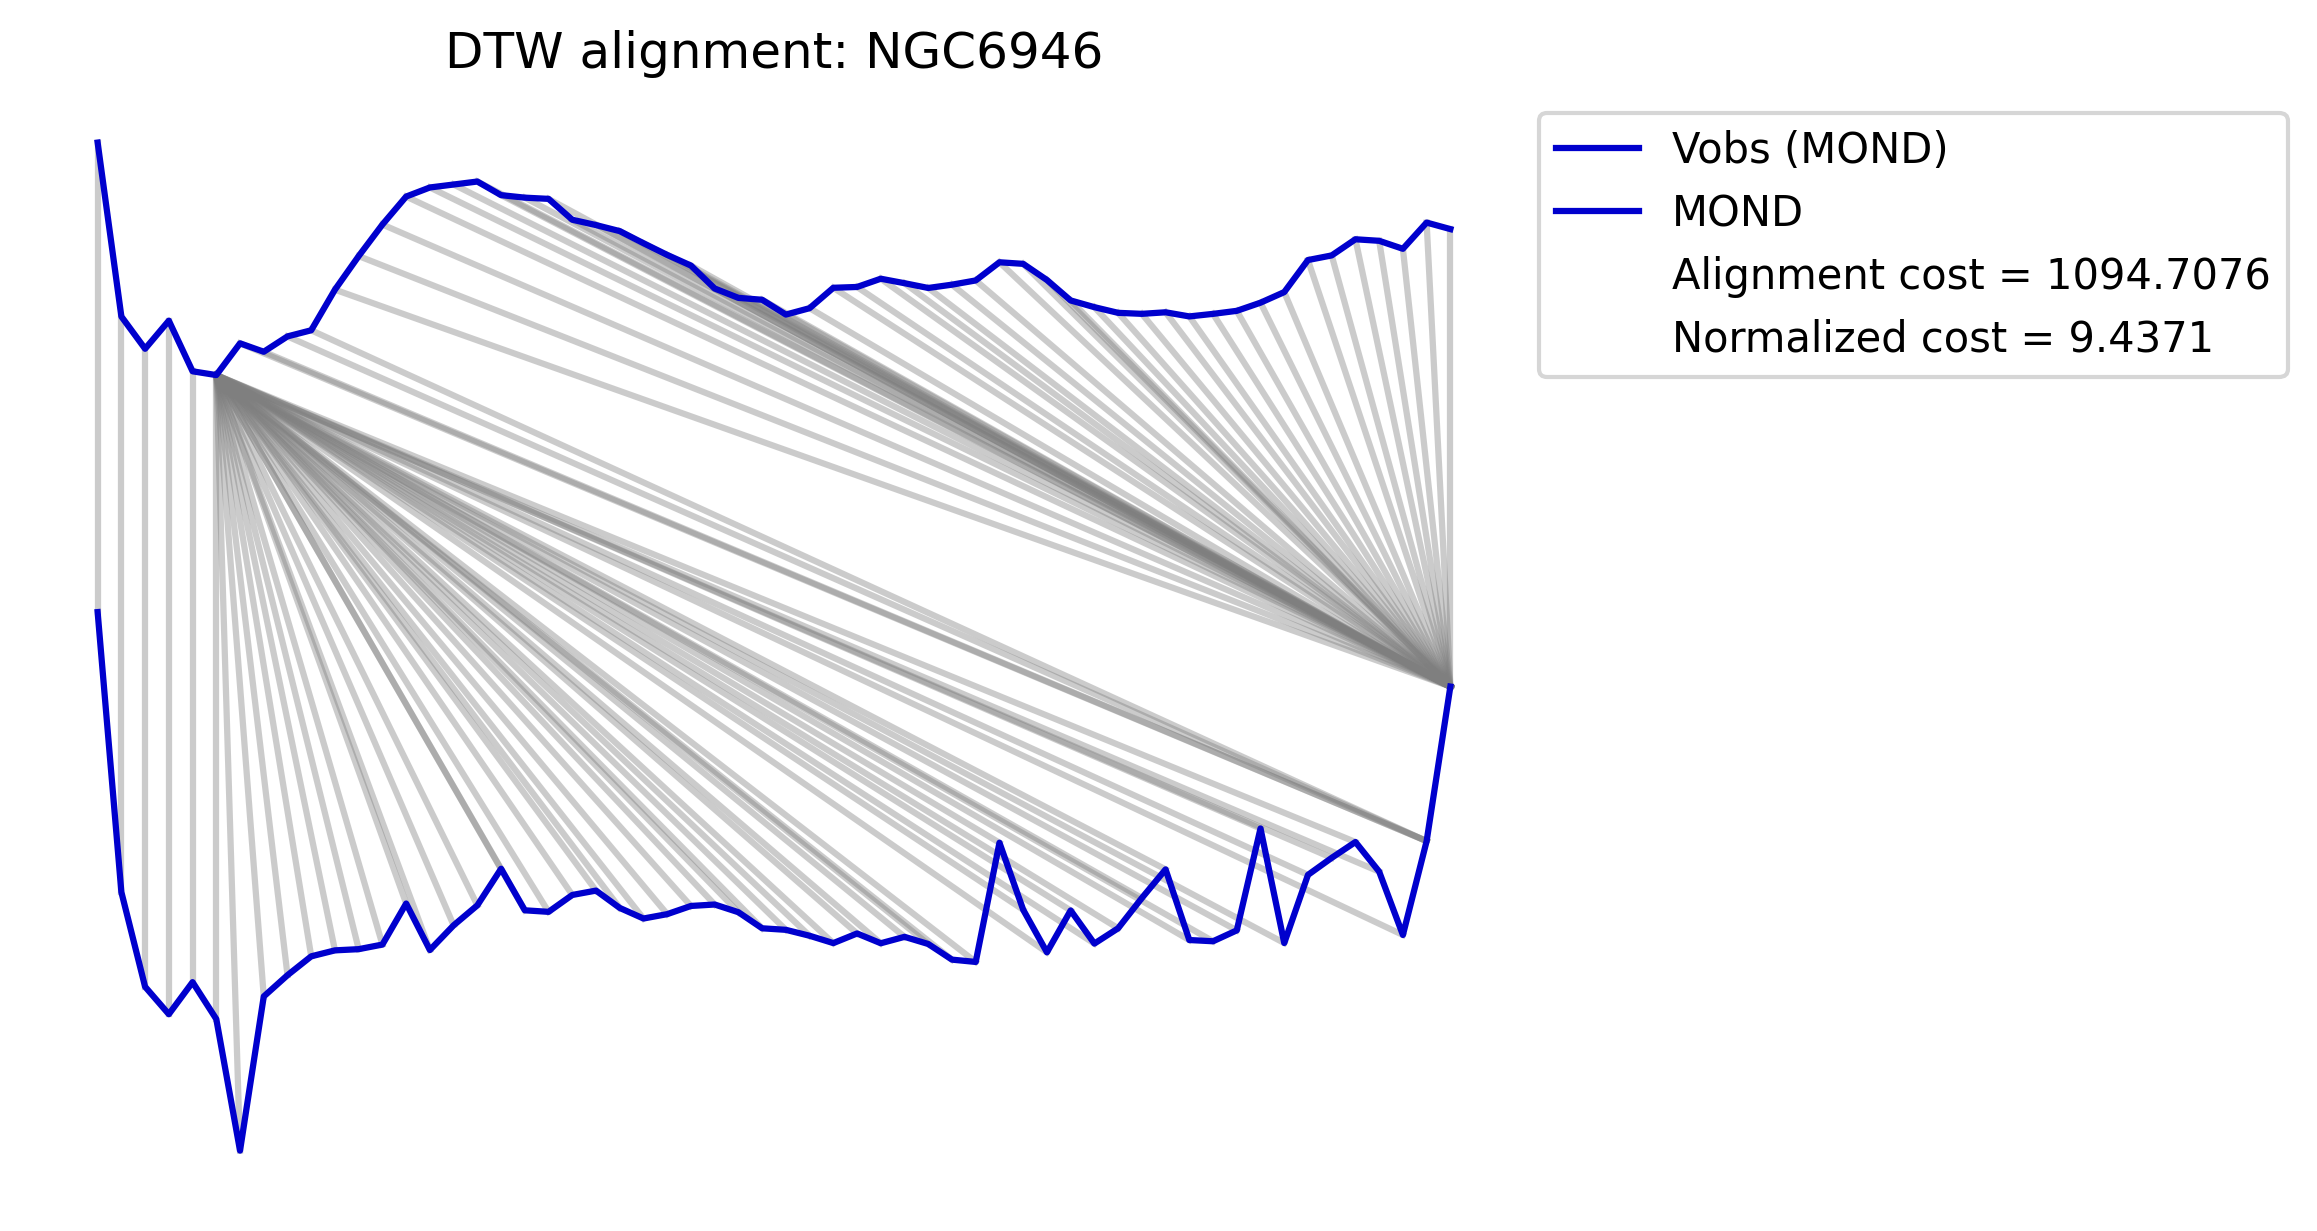 DTW alignment: NGC6946
Vobs (MOND)
MOND
Alignment cost = 1094.7076
Normalized cost = 9.4371